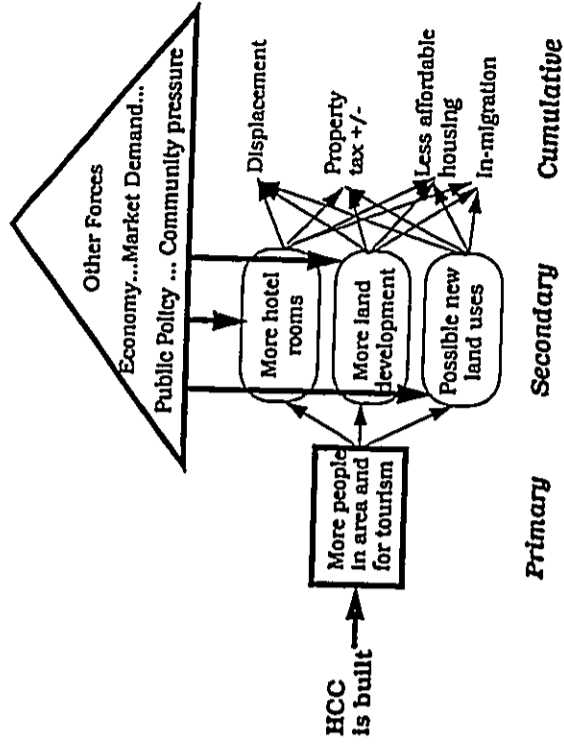 Other Forces
Economy...Market Demand...
Public Policy ... Community pressure
HCC
is built
More people
in area and
for tourism
More hotel
rooms
More land
development
Possible new
land uses
Displacement
Property
tax +/-
Less affordable
housing
In-migration
Primary
Secondary
Cumulative